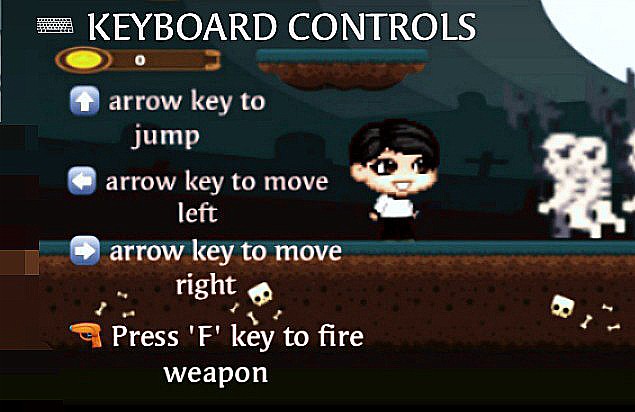 KEYBOARD CONTROLS
0
arrow key to
jump
arrow key to move
left
arrow key to move
right
Press 'F' key to fire
weapon